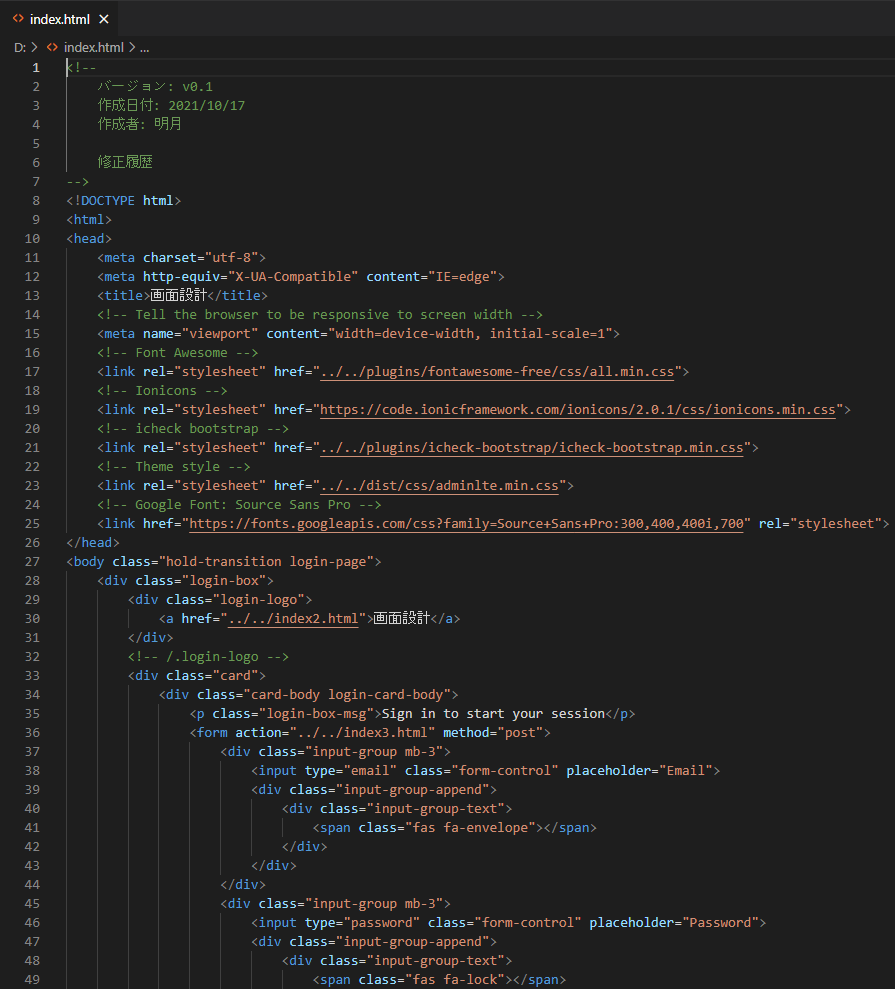 index.html
D: > index.html > ...
1 <!--
2 バージョン: v0.1
3 作成日付: 2021/10/17
4 作成者: 明月
5
6 修正履歴
7 -->
8 <!DOCTYPE html>
9 <html>
10 <head>
11 <meta charset="utf-8">
12 <meta http-equiv="X-UA-Compatible" content="IE=edge">
13 <title>画面設計</title>
14 <!-- Tell the browser to be responsive to screen width -->
15 <meta name="viewport" content="width=device-width, initial-scale=1">
16 <!-- Font Awesome -->
17 <link rel="stylesheet" href="../../plugins/fontawesome-free/css/all.min.css">
18 <!-- Ionicons -->
19 <link rel="stylesheet" href="https://code.ionicframework.com/ionicons/2.0.1/css/ionicons.min.css">
20 <!-- icheck bootstrap -->
21 <link rel="stylesheet" href="../../plugins/icheck-bootstrap/icheck-bootstrap.min.css">
22 <!-- Theme style -->
23 <link rel="stylesheet" href="../../dist/css/adminlte.min.css">
24 <!-- Google Font: Source Sans Pro -->
25 <link href="https://fonts.googleapis.com/css?family=Source+Sans+Pro:300,400,400i,700" rel="stylesheet">
26 </head>
27 <body class="hold-transition login-page">
28 <div class="login-box">
29 <div class="login-logo">
30 <a href="../../index2.html">画面設計</a>
31 </div>
32 <!-- /.login-logo -->
33 <div class="card">
34 <div class="card-body login-card-body">
35 <p class="login-box-msg">Sign in to start your session</p>
36 <form action="../../index3.html" method="post">
37 <div class="input-group mb-3">
38 <input type="email" class="form-control" placeholder="Email">
39 <div class="input-group-append">
40 <div class="input-group-text">
41 <span class="fas fa-envelope"></span>
42 </div>
43 </div>
44 </div>
45 <div class="input-group mb-3">
46 <input type="password" class="form-control" placeholder="Password">
47 <div class="input-group-append">
48 <div class="input-group-text">
49 <span class="fas fa-lock"></span>